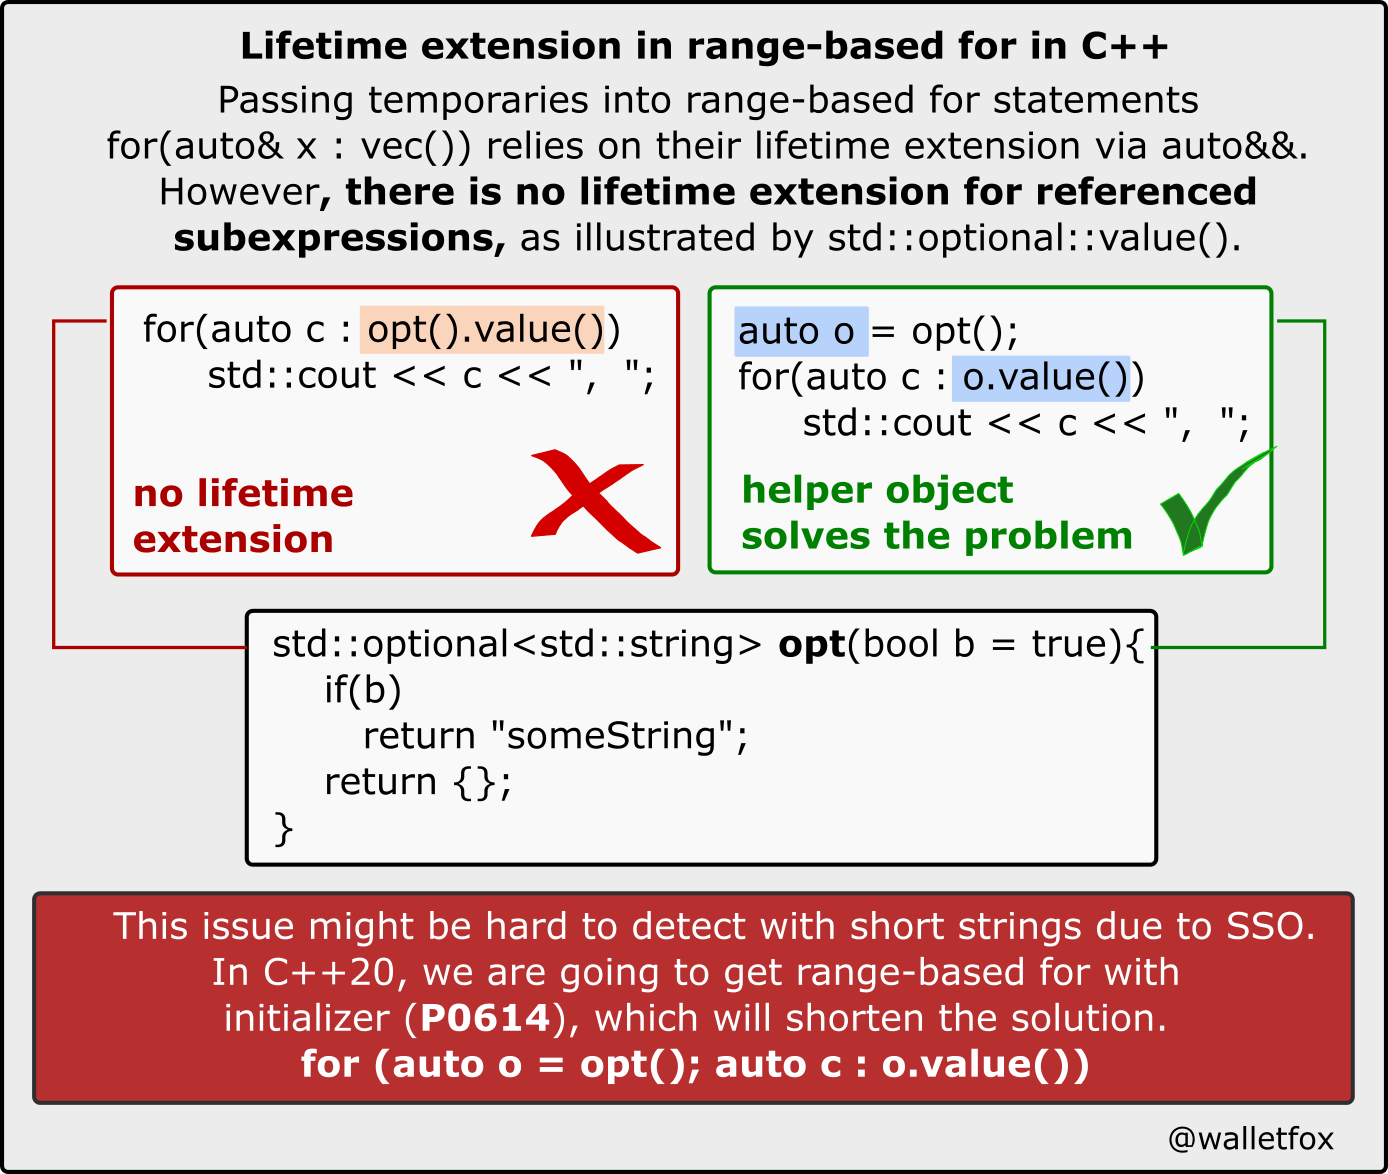 Lifetime extension in range-based for in C++
Passing temporaries into range-based for statements
for(auto& x : vec()) relies on their lifetime extension via auto&&.
However, there is no lifetime extension for referenced
subexpressions, as illustrated by std::optional::value().
for(auto c : opt().value())
std::cout << c << ",  ";
no lifetime
extension
auto o = opt();
for(auto c : o.value())
std::cout << c << ",  ";
helper object
solves the problem
std::optional<std::string> opt(bool b = true){
if(b)
return "someString";
return {};
}
This issue might be hard to detect with short strings due to SSO.
In C++20, we are going to get range-based for with
initializer (P0614), which will shorten the solution.
for (auto o = opt(); auto c : o.value())
@walletfox